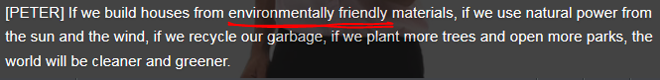 [PETER] If we build houses from environmentally friendly materials, if we use natural power from
the sun and the wind, if we recycle our garbage, if we plant more trees and open more parks, the
world will be cleaner and greener.